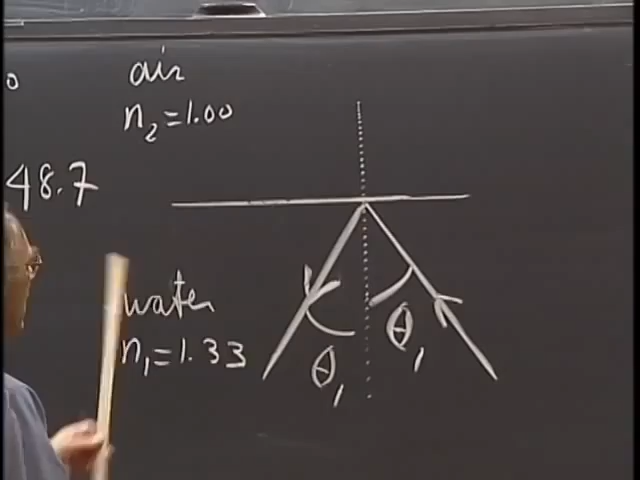 o
air
n₂=1.00
48.7
water
n₁=1.33
θ₁
θ₁